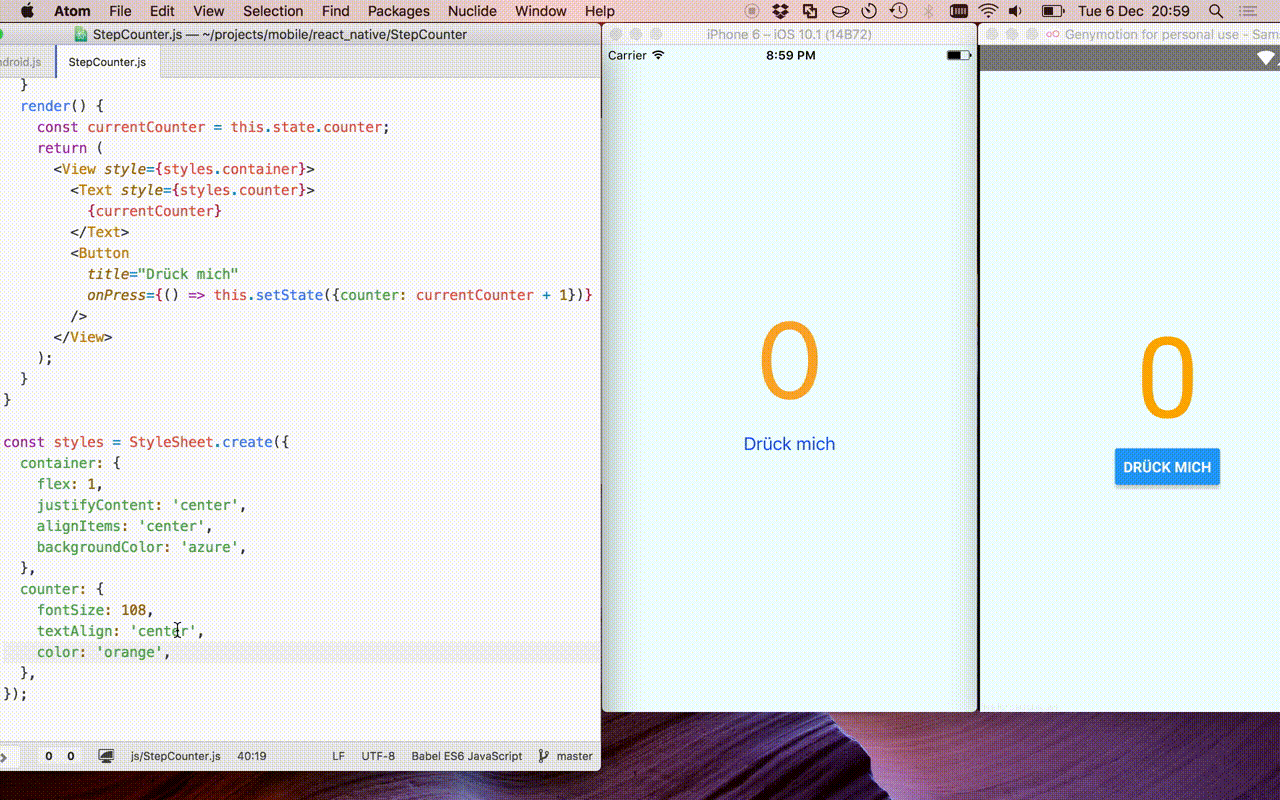 Atom File Edit View Selection Find Packages Nuclide Window Help Tue 6 Dec 20:59
StepCounter.js — ~/projects/mobile/react_native/StepCounter
ndroid.js StepCounter.js
}
render() {
const currentCounter = this.state.counter;
return (
<View style={styles.container}>
<Text style={styles.counter}>
{currentCounter}
</Text>
<Button
title="Drück mich"
onPress={() => this.setState({counter: currentCounter + 1})}
/>
</View>
);
}
}
const styles = StyleSheet.create({
container: {
flex: 1,
justifyContent: 'center',
alignItems: 'center',
backgroundColor: 'azure',
},
counter: {
fontSize: 108,
textAlign: 'center',
color: 'orange',
},
});
0 0 js/StepCounter.js 40:19 LF UTF-8 Babel ES6 JavaScript master
iPhone 6 – iOS 10.1 (14B72)
Carrier 8:59 PM
0
Drück mich
Genymotion for personal use - Sam
0
DRÜCK MICH